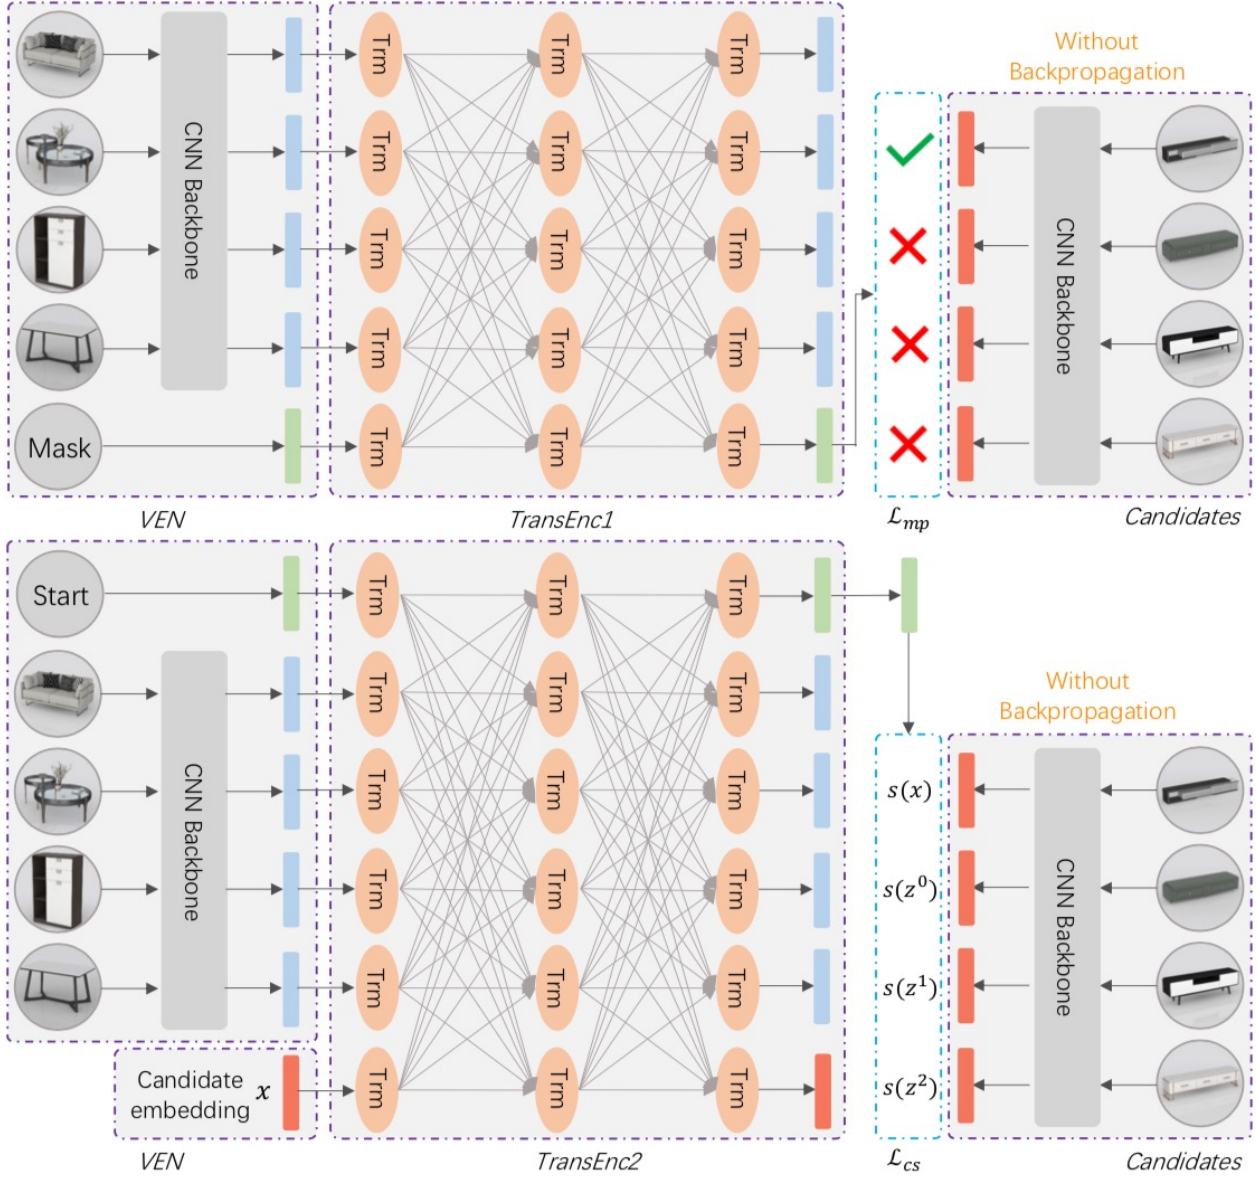 Without
Backpropagation
CNN Backbone
Mask
Trm Trm Trm
Trm Trm Trm
Trm Trm Trm
Trm Trm Trm
Trm Trm Trm
CNN Backbone
VEN
TransEnc1
ℒmp
Candidates
Start
CNN Backbone
Candidate
embedding x
Trm Trm Trm
Trm Trm Trm
Trm Trm Trm
Trm Trm Trm
Trm Trm Trm
Trm Trm Trm
Without
Backpropagation
s(x)
s(z⁰)
s(z¹)
s(z²)
CNN Backbone
VEN
TransEnc2
ℒcs
Candidates